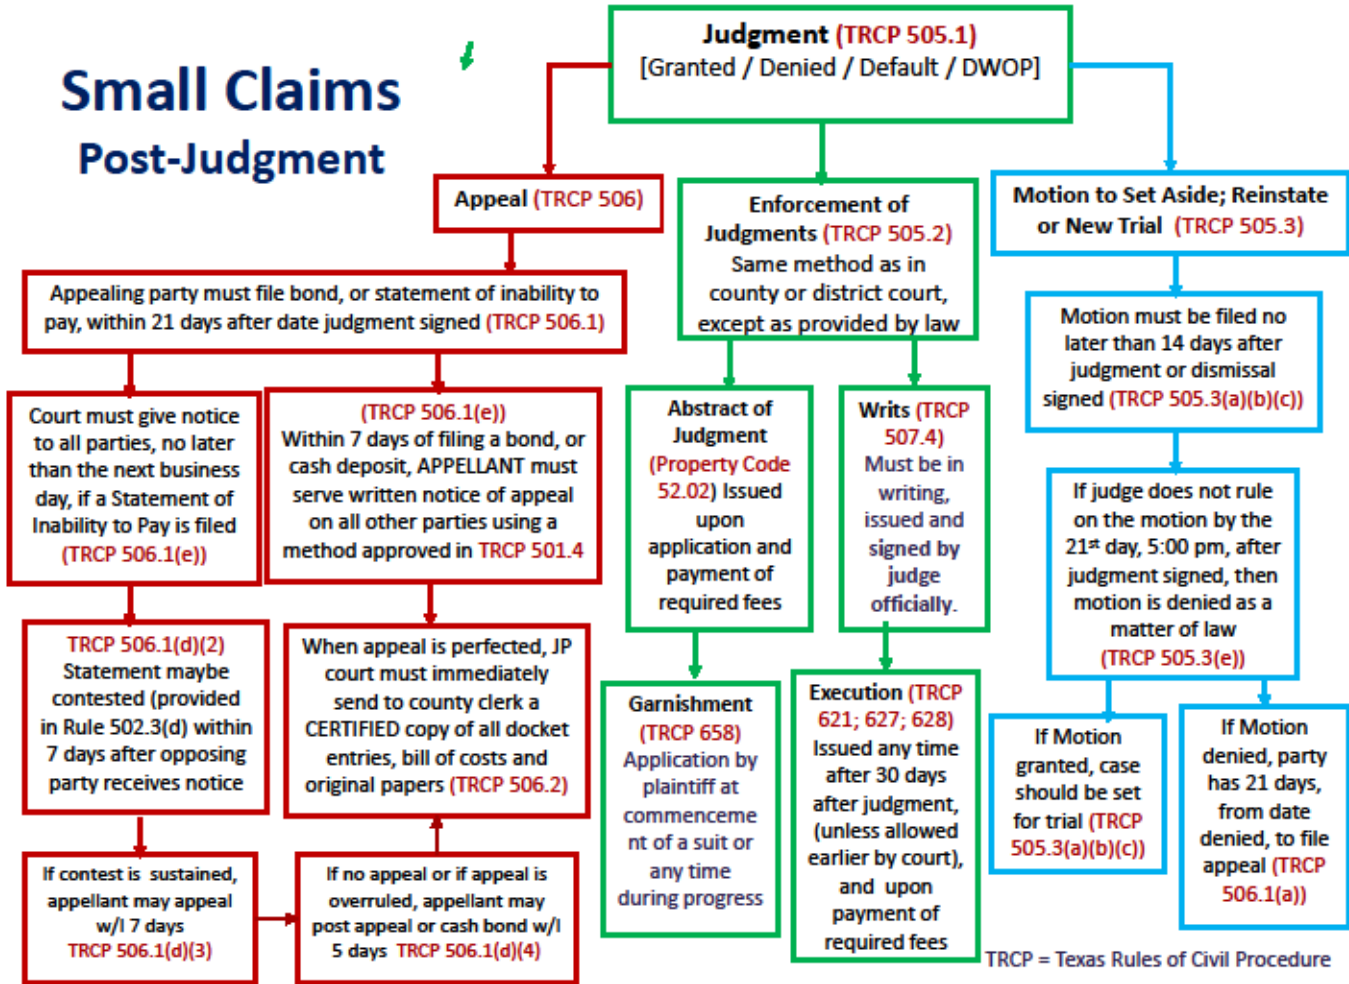 Small Claims
Post-Judgment
Judgment (TRCP 505.1)
[Granted / Denied / Default / DWOP]
Appeal (TRCP 506)
Appealing party must file bond, or statement of inability to
pay, within 21 days after date judgment signed (TRCP 506.1)
Court must give notice
to all parties, no later
than the next business
day, if a Statement of
Inability to Pay is filed
(TRCP 506.1(e))
(TRCP 506.1(e))
Within 7 days of filing a bond, or
cash deposit, APPELLANT must
serve written notice of appeal
on all other parties using a
method approved in TRCP 501.4
TRCP 506.1(d)(2)
Statement maybe
contested (provided
in Rule 502.3(d) within
7 days after opposing
party receives notice
When appeal is perfected, JP
court must immediately
send to county clerk a
CERTIFIED copy of all docket
entries, bill of costs and
original papers (TRCP 506.2)
If contest is sustained,
appellant may appeal
w/I 7 days
TRCP 506.1(d)(3)
If no appeal or if appeal is
overruled, appellant may
post appeal or cash bond w/I
5 days TRCP 506.1(d)(4)
Enforcement of
Judgments (TRCP 505.2)
Same method as in
county or district court,
except as provided by law
Abstract of
Judgment
(Property Code
52.02) Issued
upon
application and
payment of
required fees
Writs (TRCP
507.4)
Must be in
writing,
issued and
signed by
judge
officially.
Garnishment
(TRCP 658)
Application by
plaintiff at
commenceme
nt of a suit or
any time
during progress
Execution (TRCP
621; 627; 628)
Issued any time
after 30 days
after judgment,
(unless allowed
earlier by court),
and upon
payment of
required fees
Motion to Set Aside; Reinstate
or New Trial (TRCP 505.3)
Motion must be filed no
later than 14 days after
judgment or dismissal
signed (TRCP 505.3(a)(b)(c))
If judge does not rule
on the motion by the
21st day, 5:00 pm, after
judgment signed, then
motion is denied as a
matter of law
(TRCP 505.3(e))
If Motion
granted, case
should be set
for trial (TRCP
505.3(a)(b)(c))
If Motion
denied, party
has 21 days,
from date
denied, to file
appeal (TRCP
506.1(a))
TRCP = Texas Rules of Civil Procedure